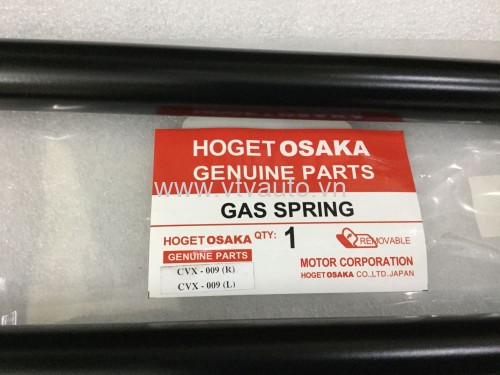 HOGET OSAKA
GENUINE PARTS
www.vtvauto.vn
GAS SPRING
HOGET OSAKA QTY: 1 REMOVABLE
GENUINE PARTS
MOTOR CORPORATION
CVX - 009 (R)
HOGET OSAKA CO.,LTD.JAPAN
CVX - 009 (L)